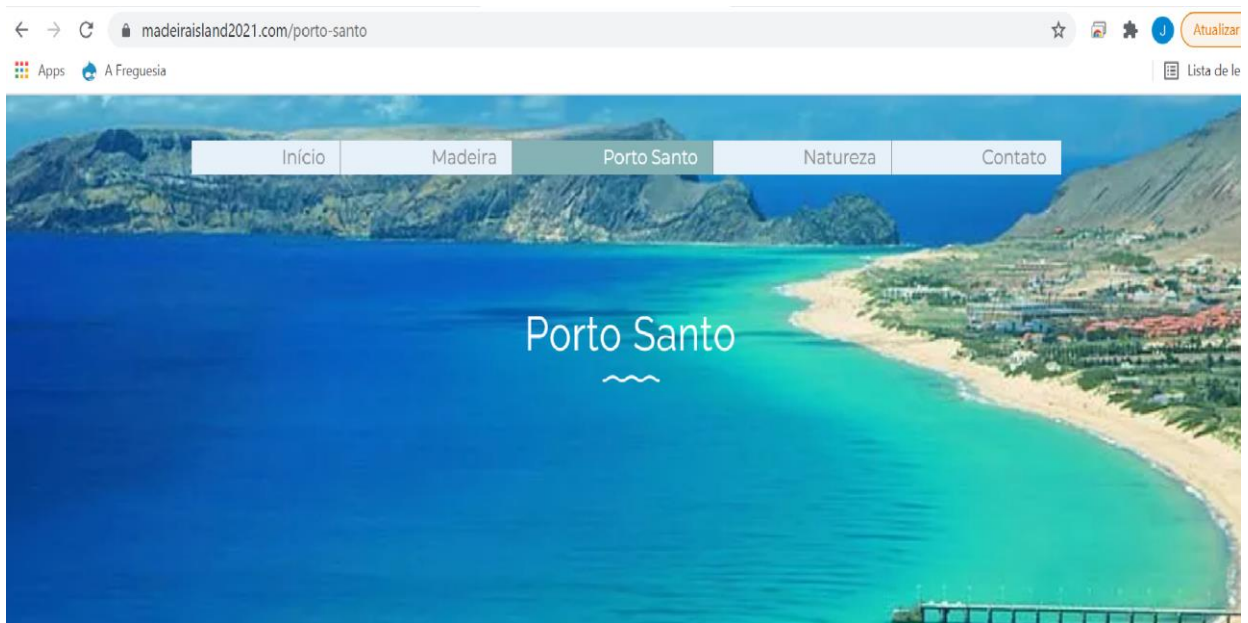 madeiraisland2021.com/porto-santo
J
Atualizar
Apps
A Freguesia
Lista de le
Início
Madeira
Porto Santo
Natureza
Contato
Porto Santo